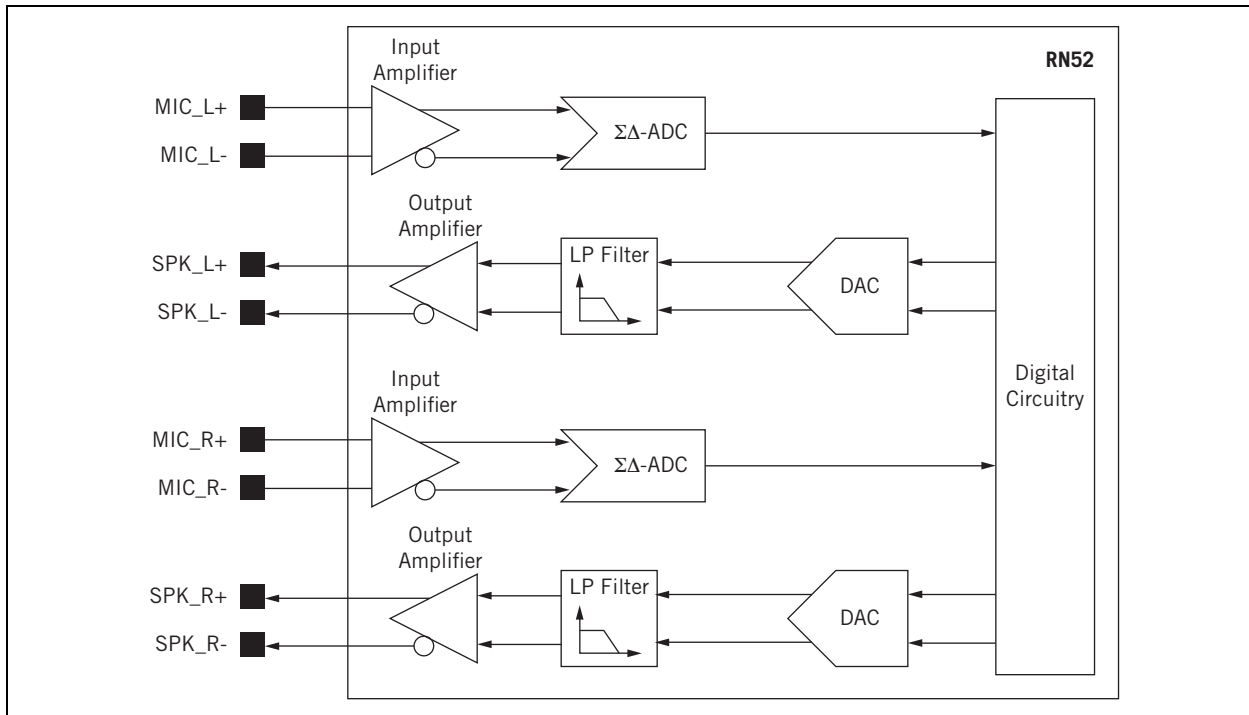 RN52
Input
Amplifier
MIC_L+
MIC_L-
ΣΔ-ADC
Output
Amplifier
SPK_L+
SPK_L-
LP Filter
DAC
Digital
Circuitry
Input
Amplifier
MIC_R+
MIC_R-
ΣΔ-ADC
Output
Amplifier
SPK_R+
SPK_R-
LP Filter
DAC